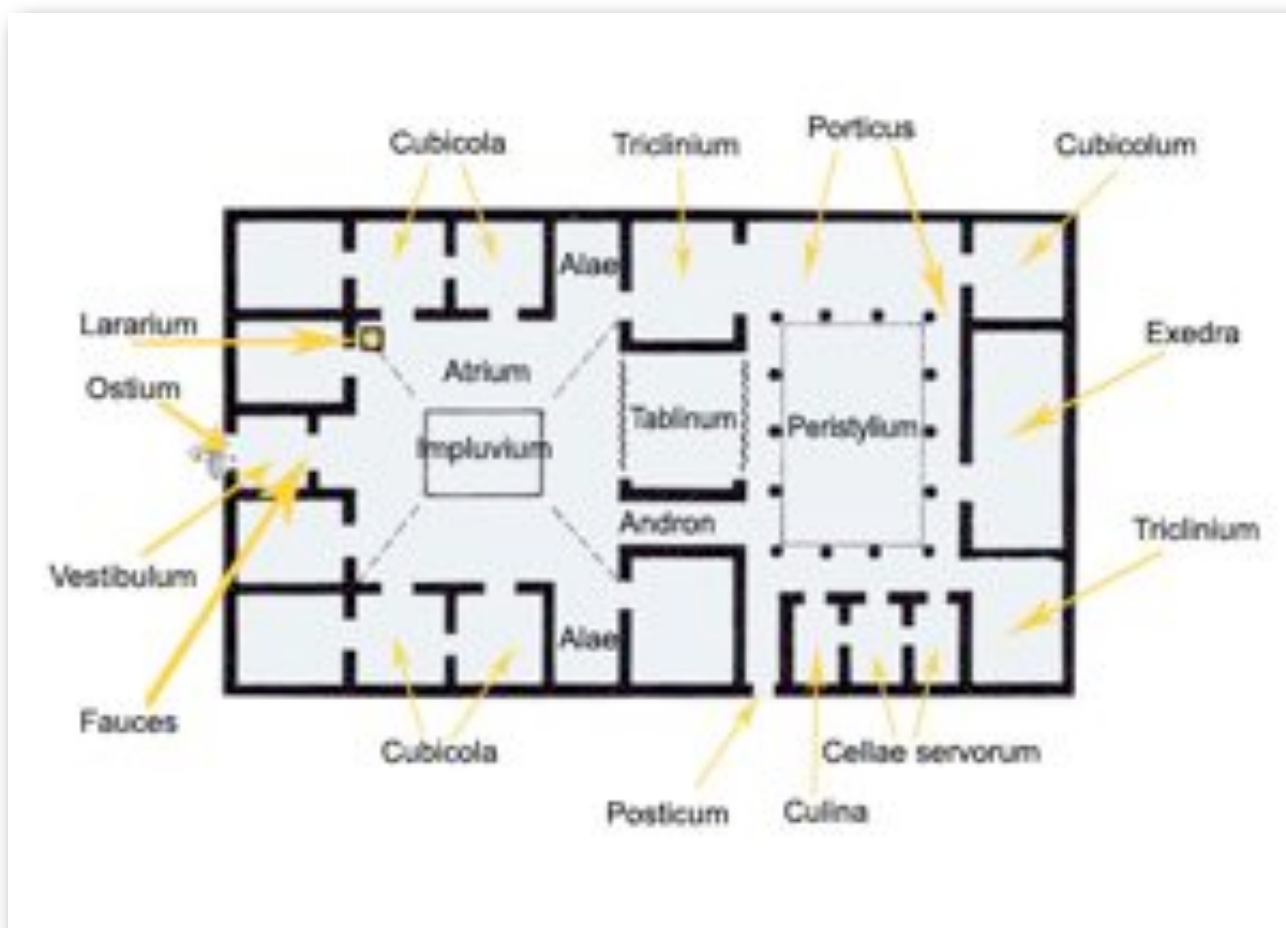 Cubicola
Triclinium
Porticus
Cubicolum
Alae
Lararium
Exedra
Ostium
Atrium
Tablinum
Peristylium
Impluvium
Andron
Triclinium
Vestibulum
Alae
Fauces
Cubicola
Cellae servorum
Posticum
Culina